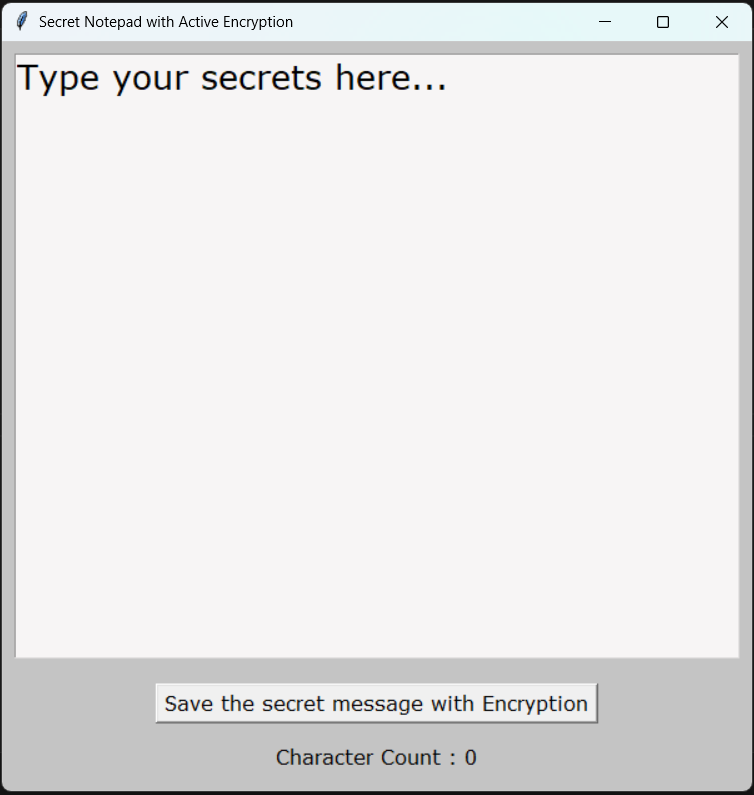 Secret Notepad with Active Encryption
Type your secrets here...
Save the secret message with Encryption
Character Count : 0